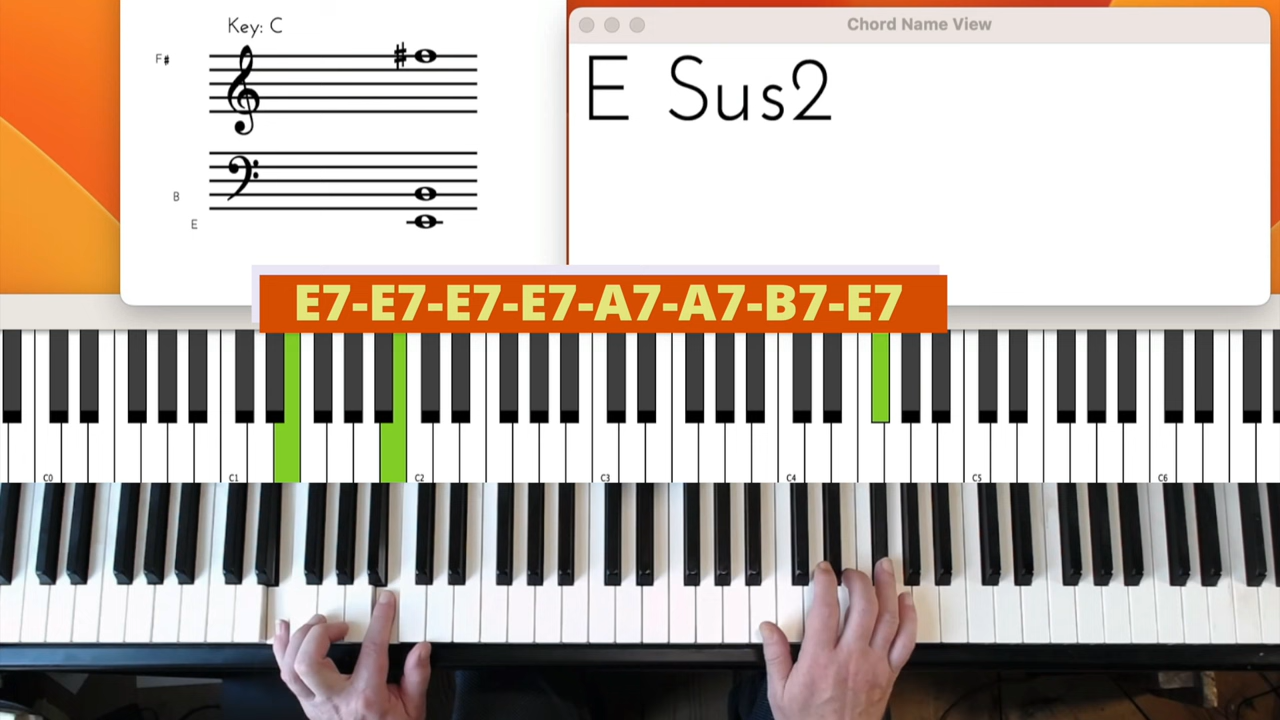 Key: C
F#
B
E
Chord Name View
E Sus2
E7-E7-E7-E7-A7-A7-B7-E7
C0 C1 C2 C3 C4 C5 C6